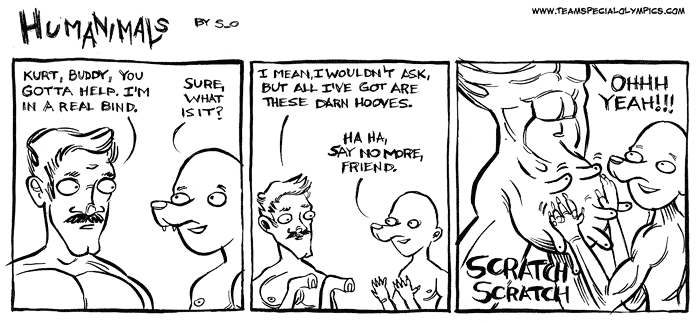 HUMANIMALS
BY S_O
WWW.TEAMSPECIALOLYMPICS.COM
KURT, BUDDY, YOU
GOTTA HELP. I'M
IN A REAL BIND.
SURE,
WHAT
IS IT?
I MEAN, I WOULDN'T ASK,
BUT ALL I'VE GOT ARE
THESE DARN HOOVES.
HA HA,
SAY NO MORE,
FRIEND.
OHHH
YEAH!!!
SCRATCH
SCRATCH